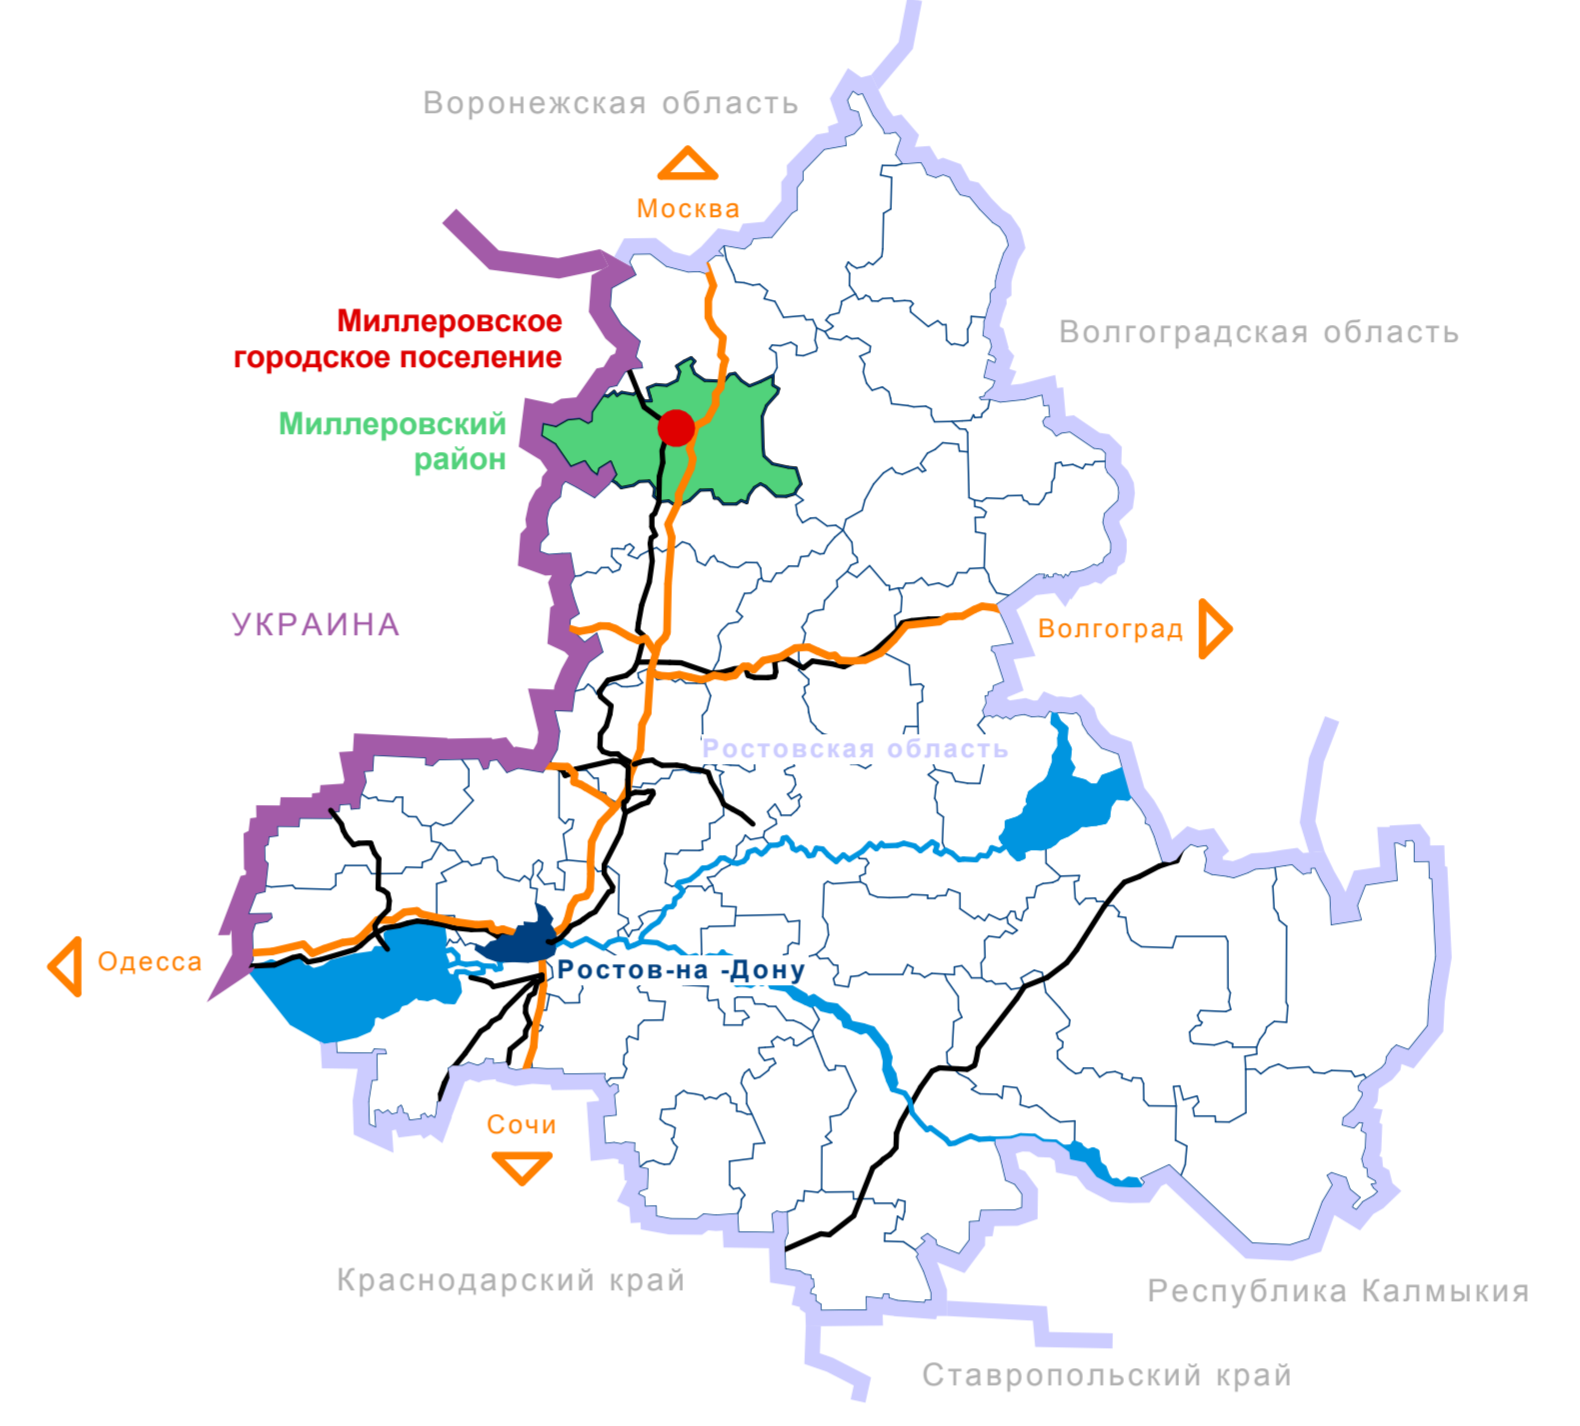 Воронежская область
Москва
Миллеровское
городское поселение
Волгоградская область
Миллеровский
район
УКРАИНА
Волгоград
Ростовская область
Одесса
Ростов-на -Дону
Сочи
Краснодарский край
Республика Калмыкия
Ставропольский край